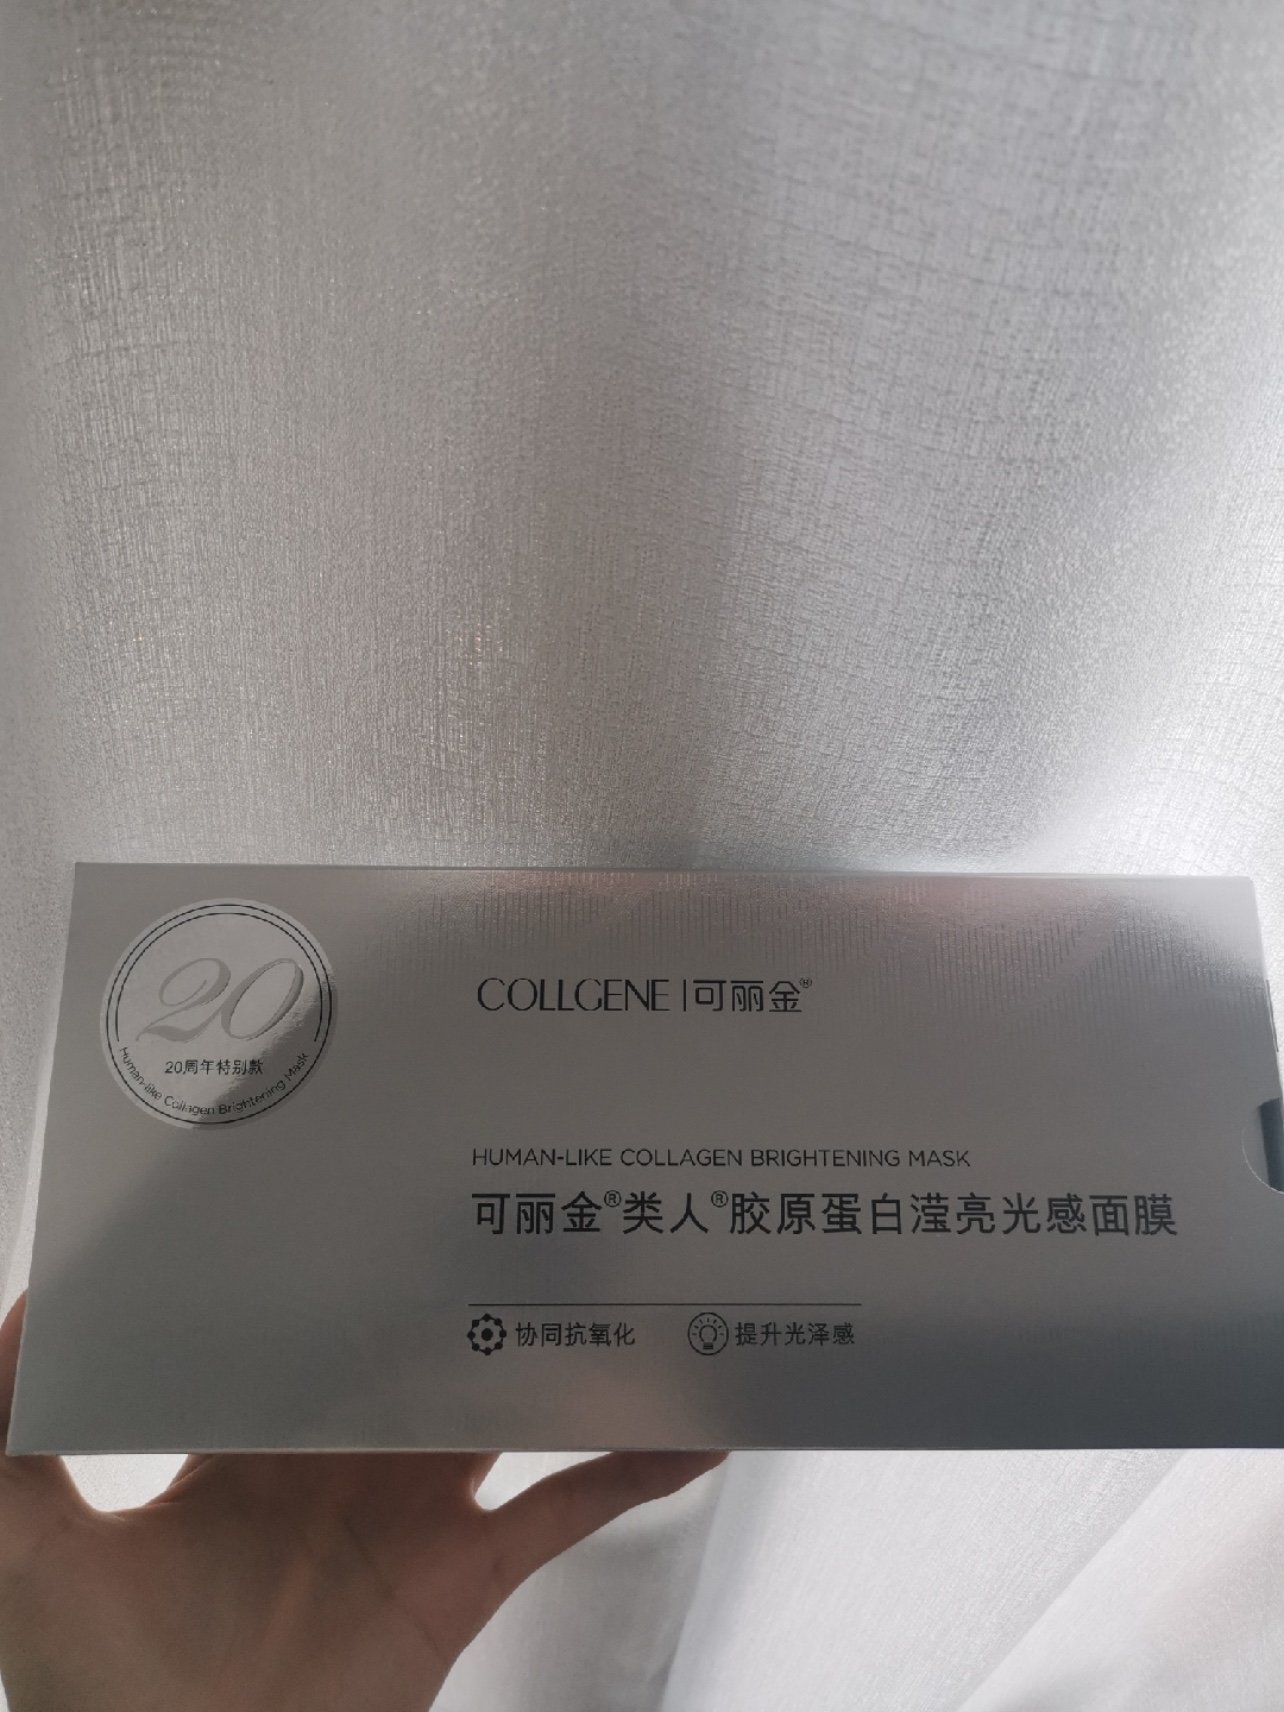 20
20周年特别款
Human-like Collagen Brightening Mask
COLLGENE | 可丽金®
HUMAN-LIKE COLLAGEN BRIGHTENING MASK
可丽金®类人®胶原蛋白滢亮光感面膜
协同抗氧化 提升光泽感